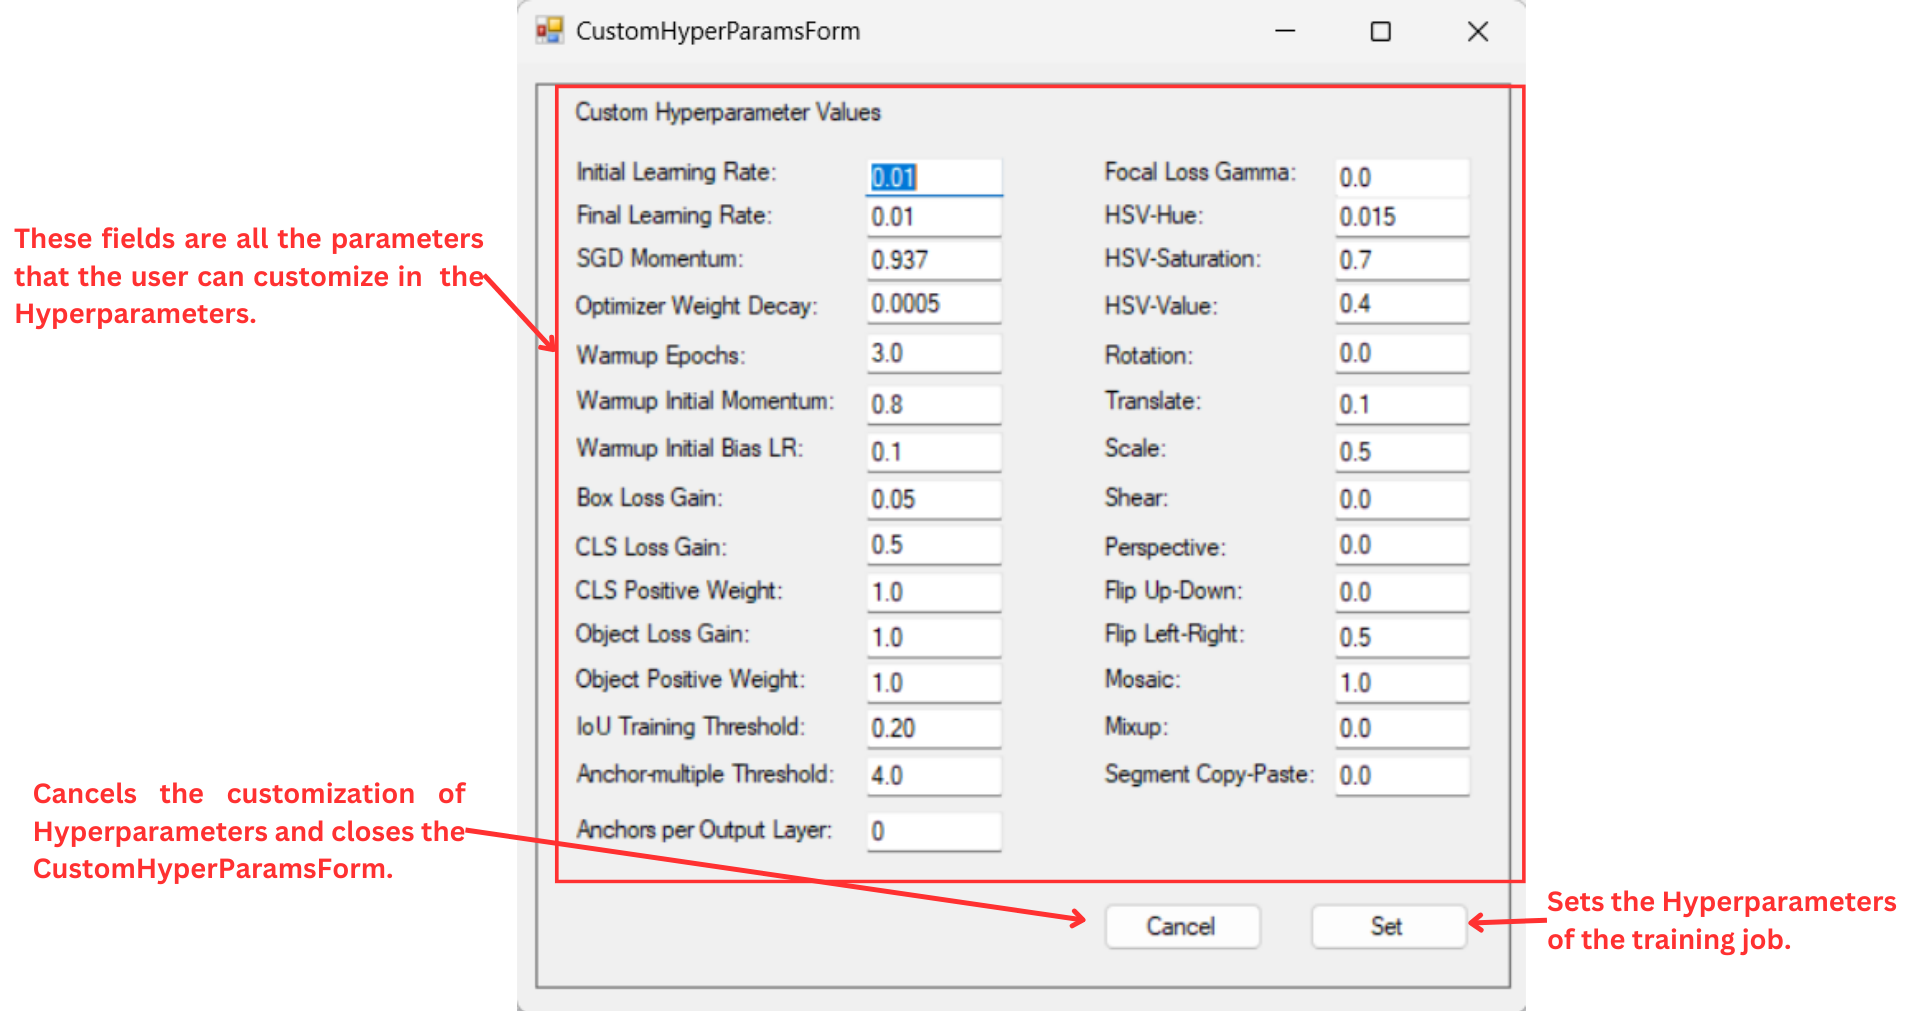 CustomHyperParamsForm
Custom Hyperparameter Values
Initial Learning Rate: 0.01
Final Learning Rate: 0.01
SGD Momentum: 0.937
Optimizer Weight Decay: 0.0005
Warmup Epochs: 3.0
Warmup Initial Momentum: 0.8
Warmup Initial Bias LR: 0.1
Box Loss Gain: 0.05
CLS Loss Gain: 0.5
CLS Positive Weight: 1.0
Object Loss Gain: 1.0
Object Positive Weight: 1.0
IoU Training Threshold: 0.20
Anchor-multiple Threshold: 4.0
Anchors per Output Layer: 0
Focal Loss Gamma: 0.0
HSV-Hue: 0.015
HSV-Saturation: 0.7
HSV-Value: 0.4
Rotation: 0.0
Translate: 0.1
Scale: 0.5
Shear: 0.0
Perspective: 0.0
Flip Up-Down: 0.0
Flip Left-Right: 0.5
Mosaic: 1.0
Mixup: 0.0
Segment Copy-Paste: 0.0
Cancel
Set
These fields are all the parameters
that the user can customize in the
Hyperparameters.
Cancels the customization of
Hyperparameters and closes the
CustomHyperParamsForm.
Sets the Hyperparameters
of the training job.